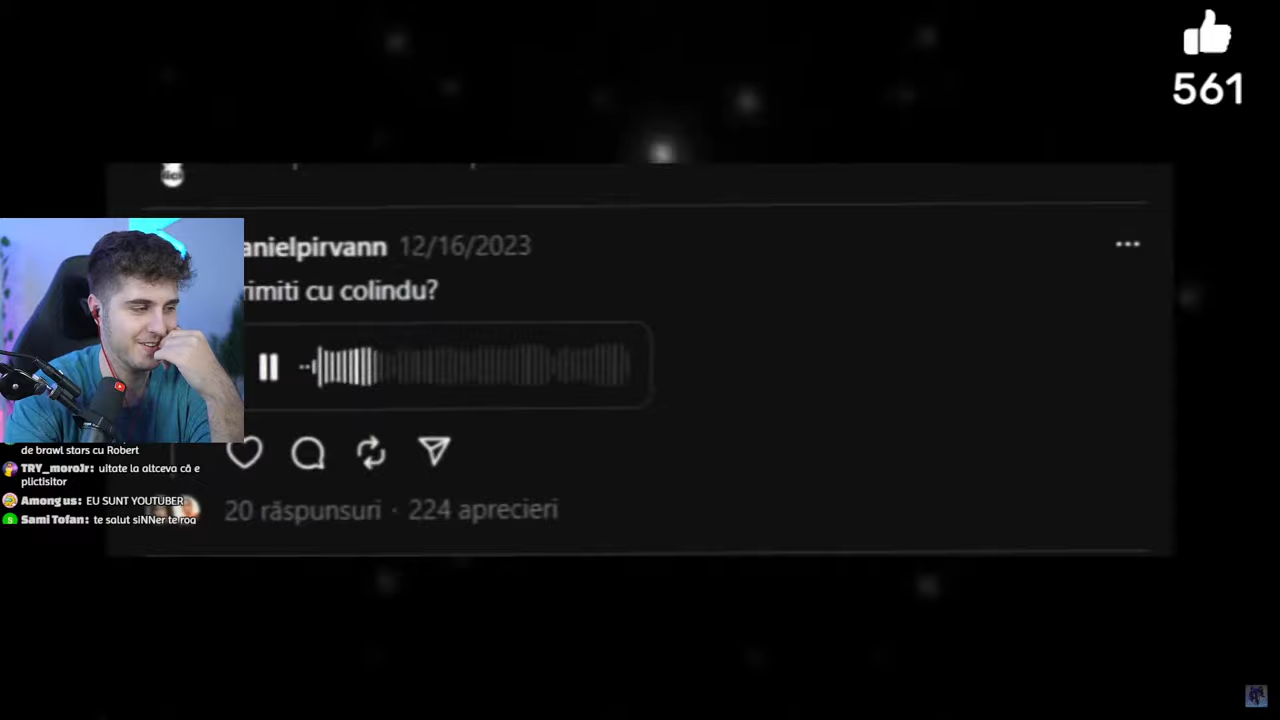 561
anielpirvann 12/16/2023
rimiti cu colindu?
20 răspunsuri · 224 aprecieri
de brawl stars cu Robert
TRY_moroJr: uitate la altceva că e
plictisitor
Among us: EU SUNT YOUTUBER
Sami Tofan: te salut siNNer te rog